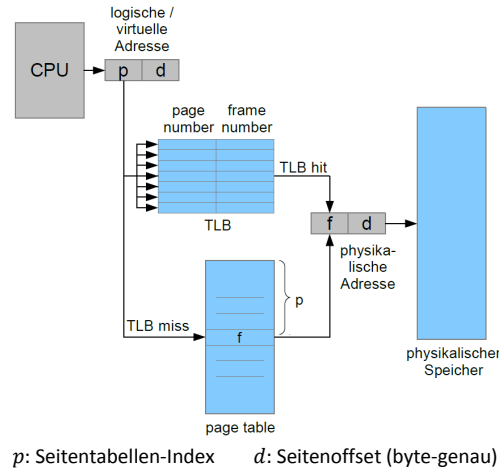 logische /
virtuelle
Adresse
CPU
p d
page number
frame number
TLB hit
TLB
f d
physika-
lische
Adresse
p
TLB miss
f
page table
physikalischer
Speicher
p: Seitentabellen-Index d: Seitenoffset (byte-genau)